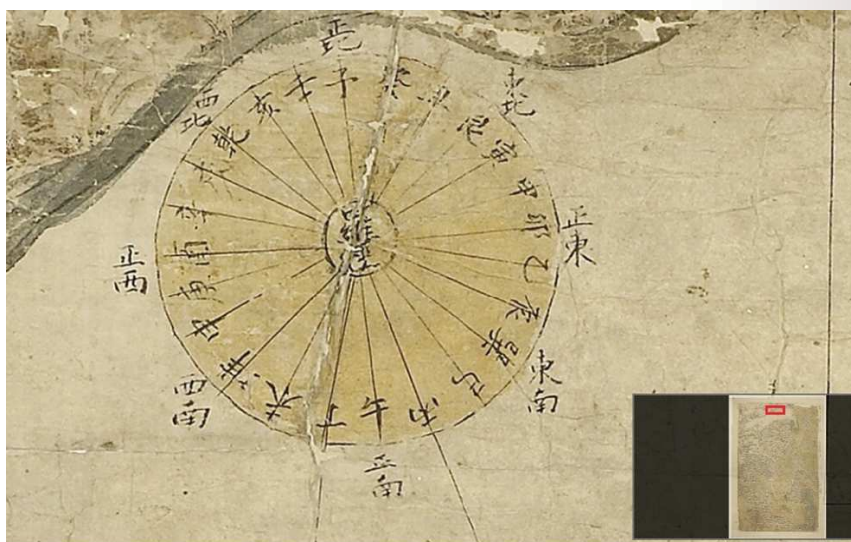 正北
東北
正東
東南
正南
西南
正西
西北
子
癸
丑
艮
寅
甲
卯
乙
辰
巽
巳
丙
午
丁
未
坤
申
庚
酉
辛
戌
乾
亥
壬
羅